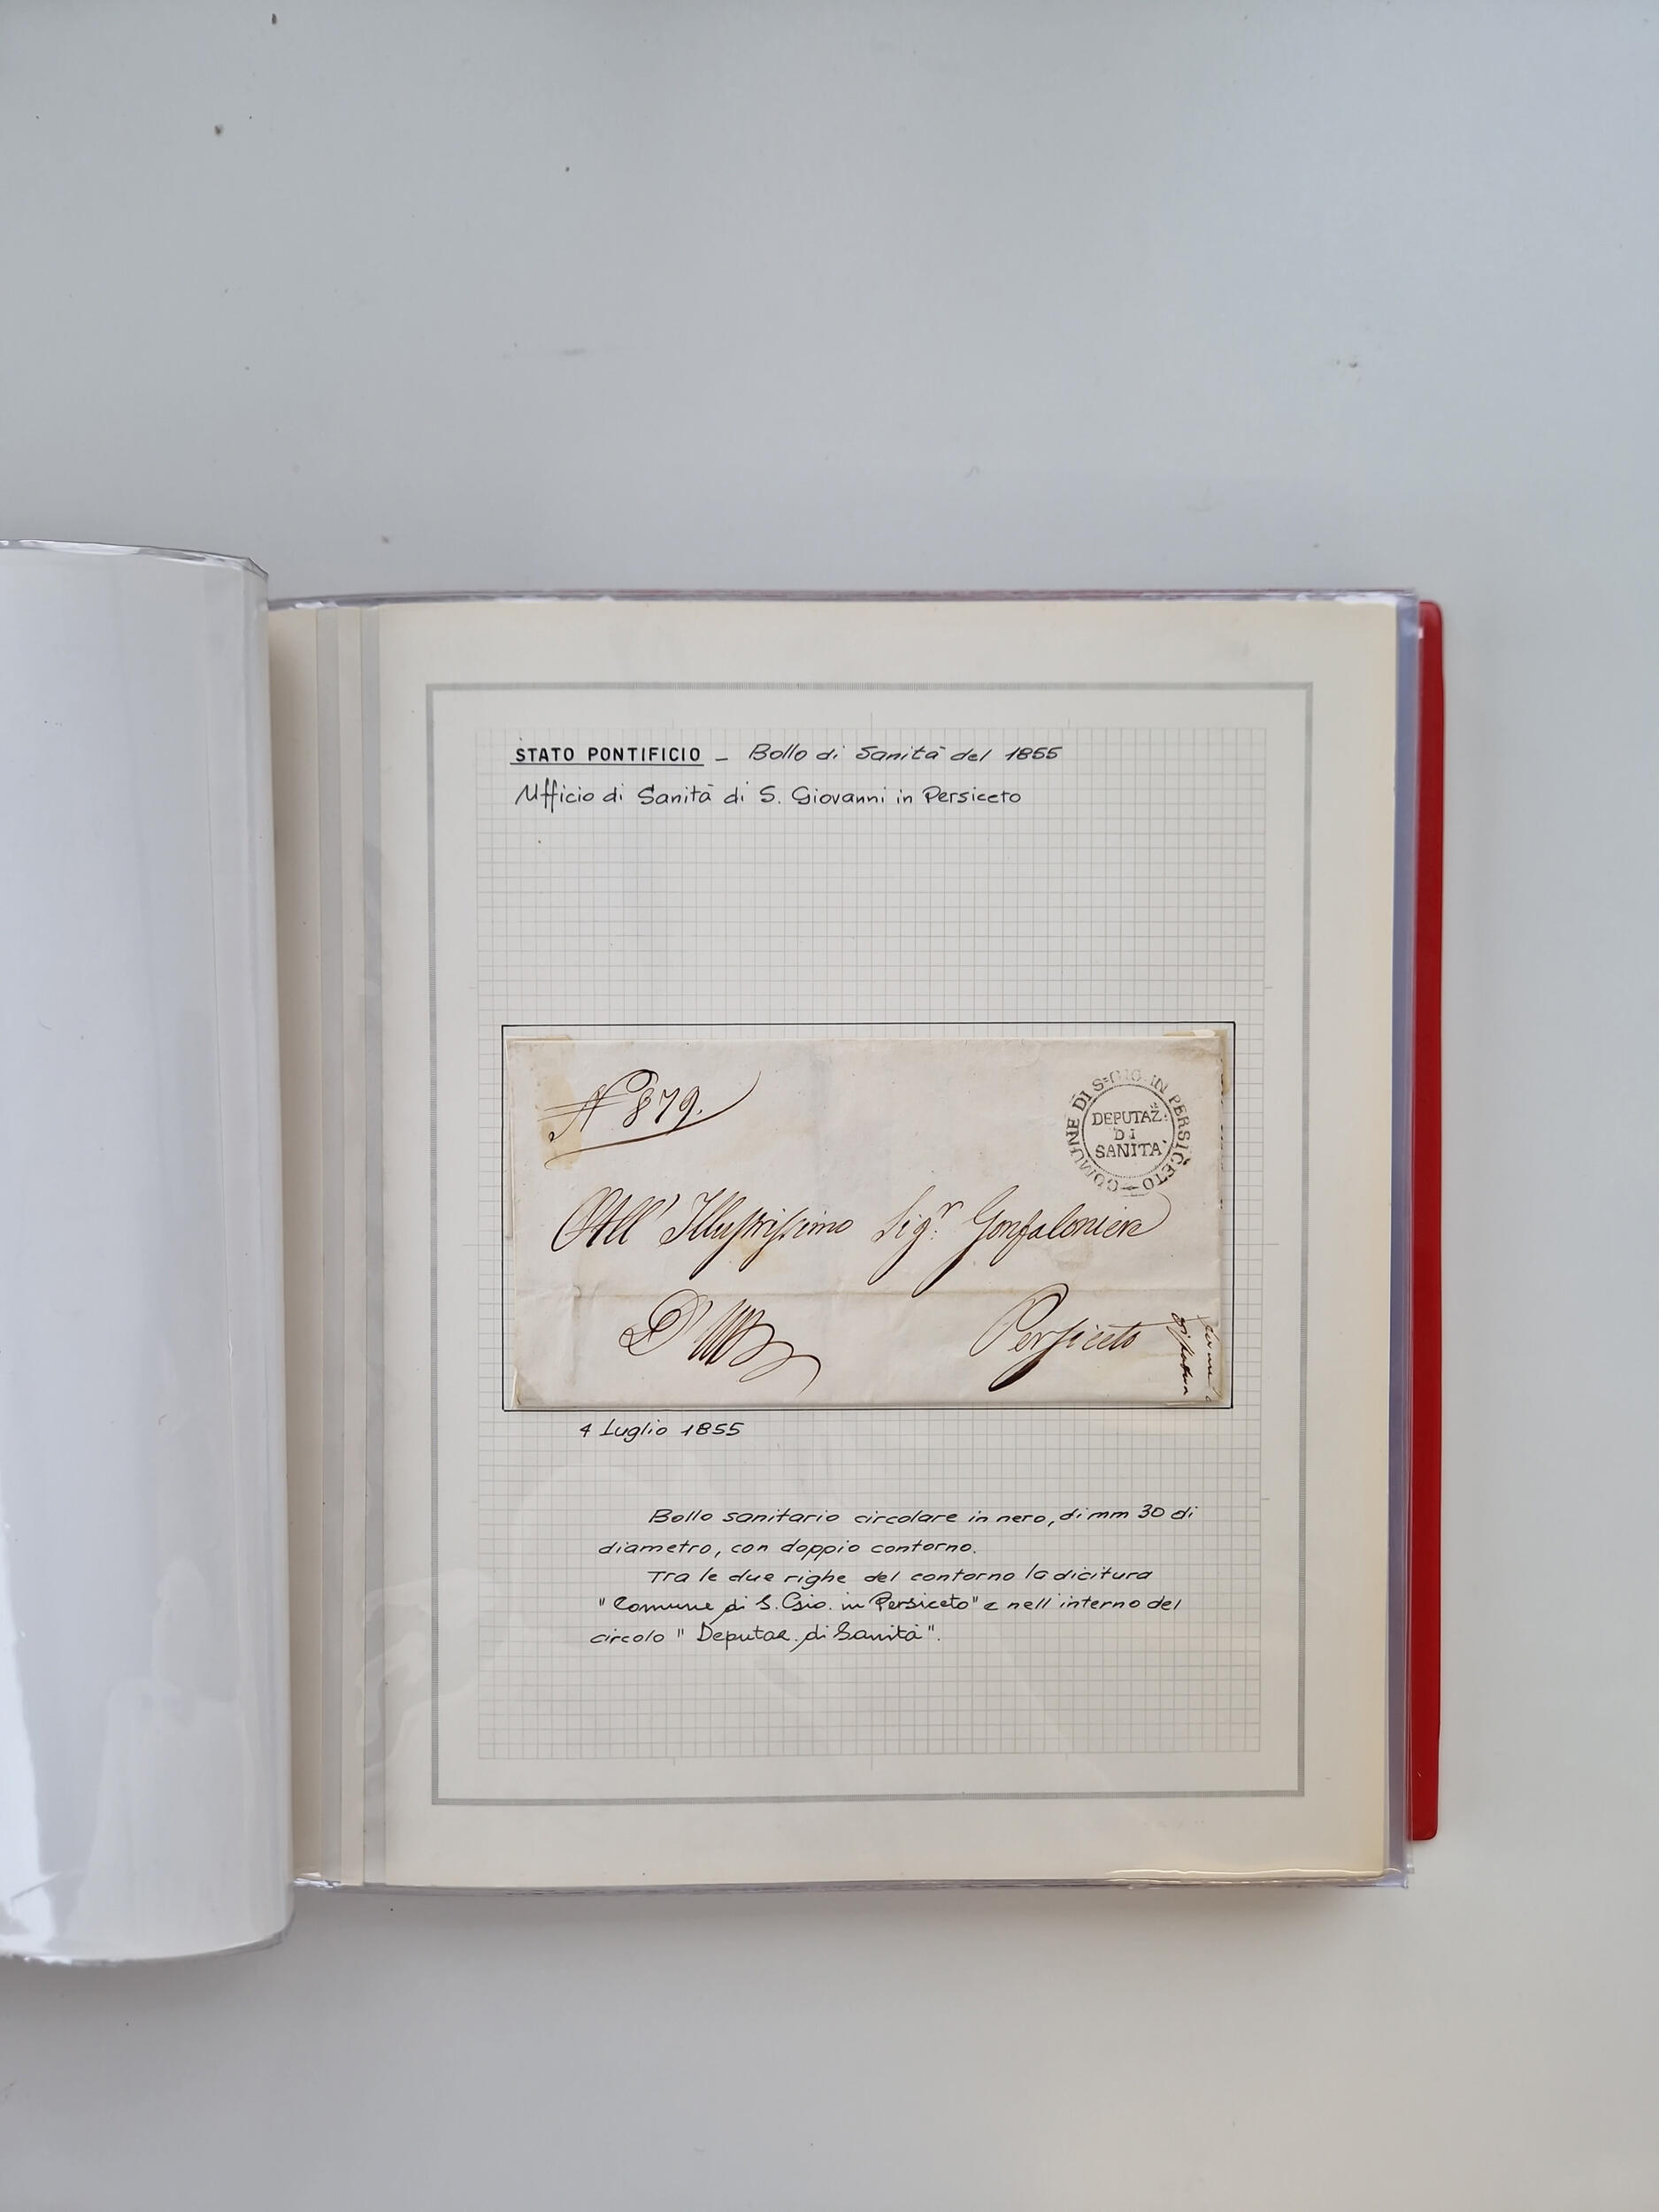 STATO PONTIFICIO – Bollo di Sanità del 1855
Ufficio di Sanità di S. Giovanni in Persiceto
N° 879.
COMUNE DI S. GIO. IN PERSICETO
DEPUTAZ:
DI
SANITA'
All' Illustrissimo Sigr. Gonfaloniere
Persiceto
4 Luglio 1855
Bollo sanitario circolare in nero, di mm 30 di
diametro, con doppio contorno.
Tra le due righe del contorno la dicitura
"Comune di S. Gio. in Persiceto" e nell'interno del
circolo "Deputaz. di Sanità".